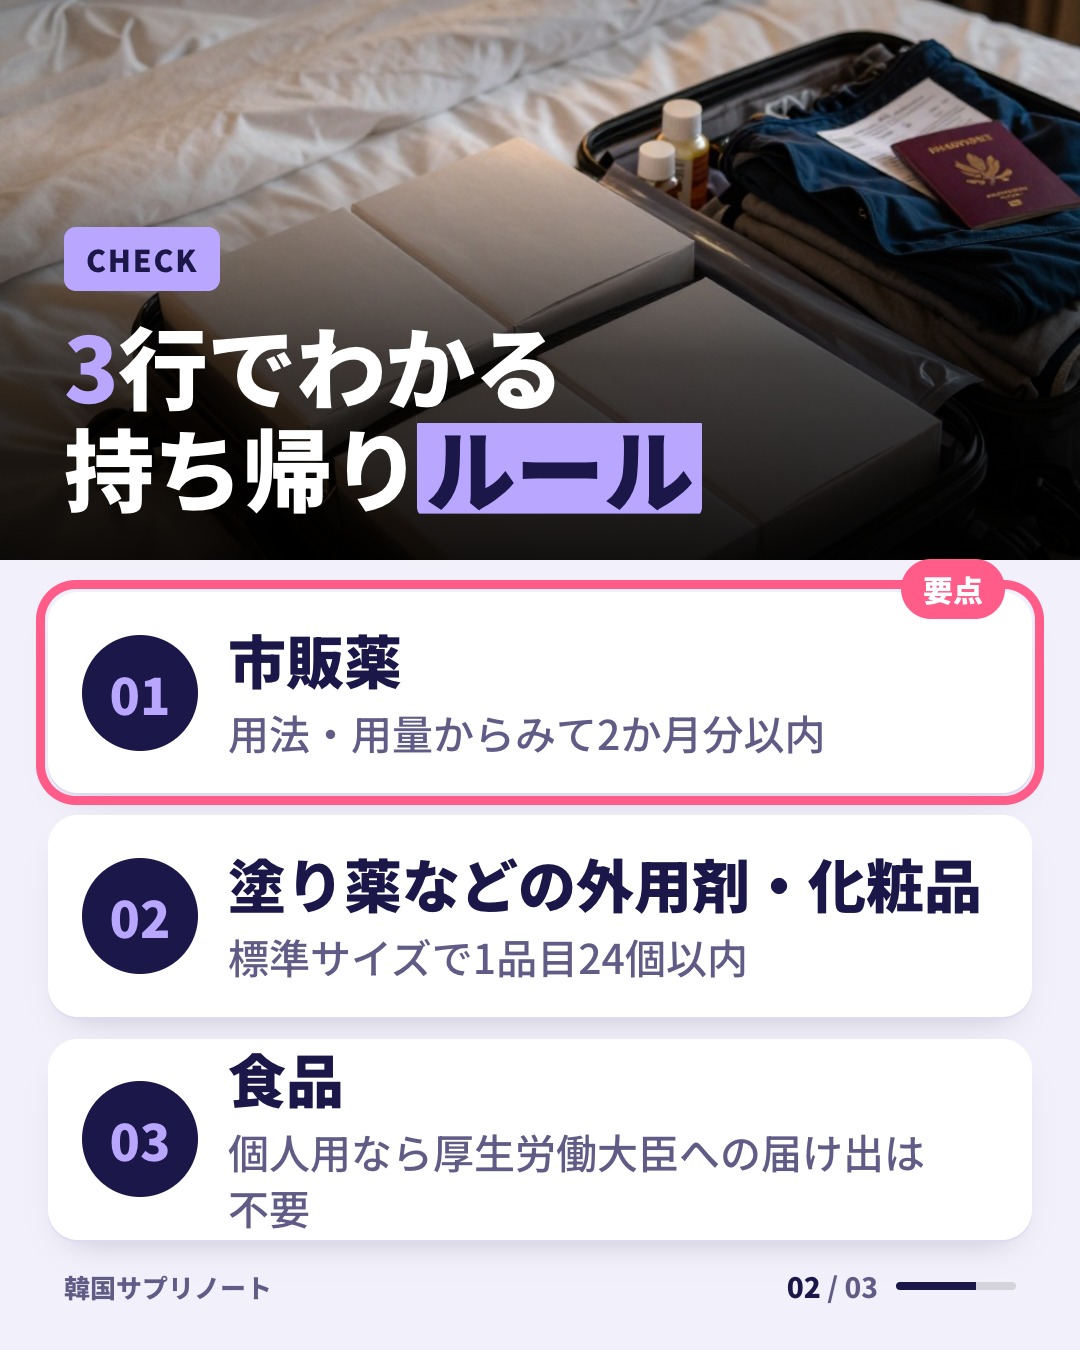 CHECK
3行でわかる
持ち帰りルール
要点
01
市販薬
用法・用量からみて2か月分以内
02
塗り薬などの外用剤・化粧品
標準サイズで1品目24個以内
03
食品
個人用なら厚生労働大臣への届け出は
不要
韓国サプリノート
02 / 03